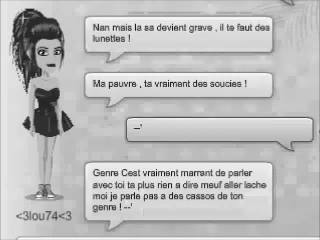 Nan mais la sa devient grave , il te faut des
lunettes !
Ma pauvre , ta vraiment des soucies !
--'
Genre Cest vraiment marrant de parler
avec toi ta plus rien a dire meuf aller lache
moi je parle pas a des cassos de ton
genre ! --'
<3lou74<3